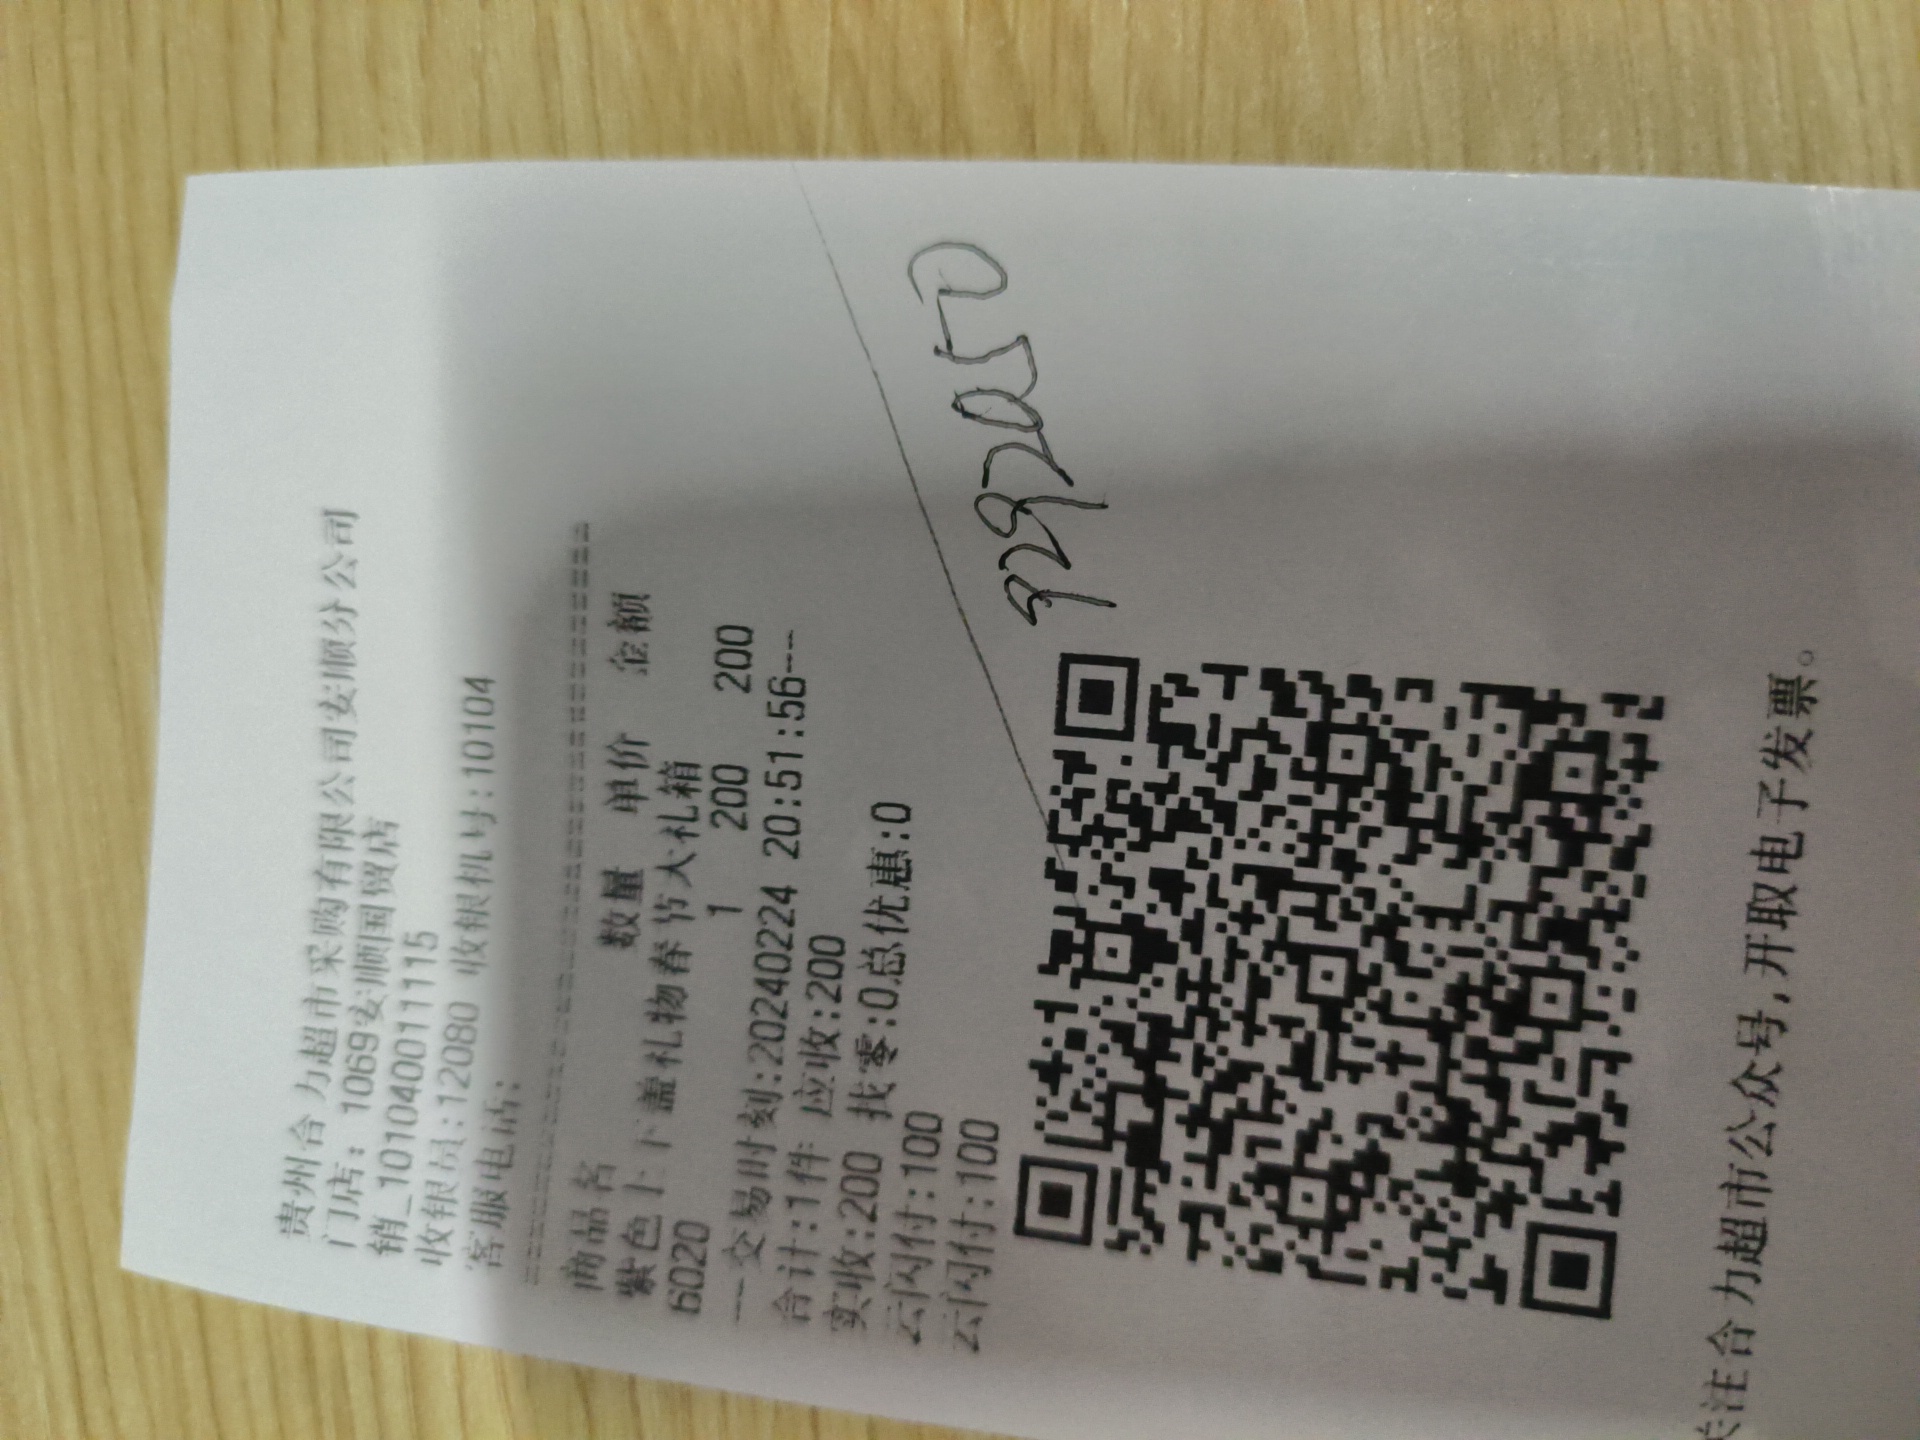 贵州合力超市采购有限公司安顺分公司
门店: 1069安顺国贸店
销_101040011115
收银员:12080 收银机号:10104
客服电话:
商品名 数量 单价 金额
紫色上下盖礼物春节大礼箱
6020 1 200 200
---交易时刻:20240224 20:51:56---
合计:1件 应收:200
实收:200 找零:0总优惠:0
云闪付:100
云闪付:100
关注合力超市公众号,开取电子发票。